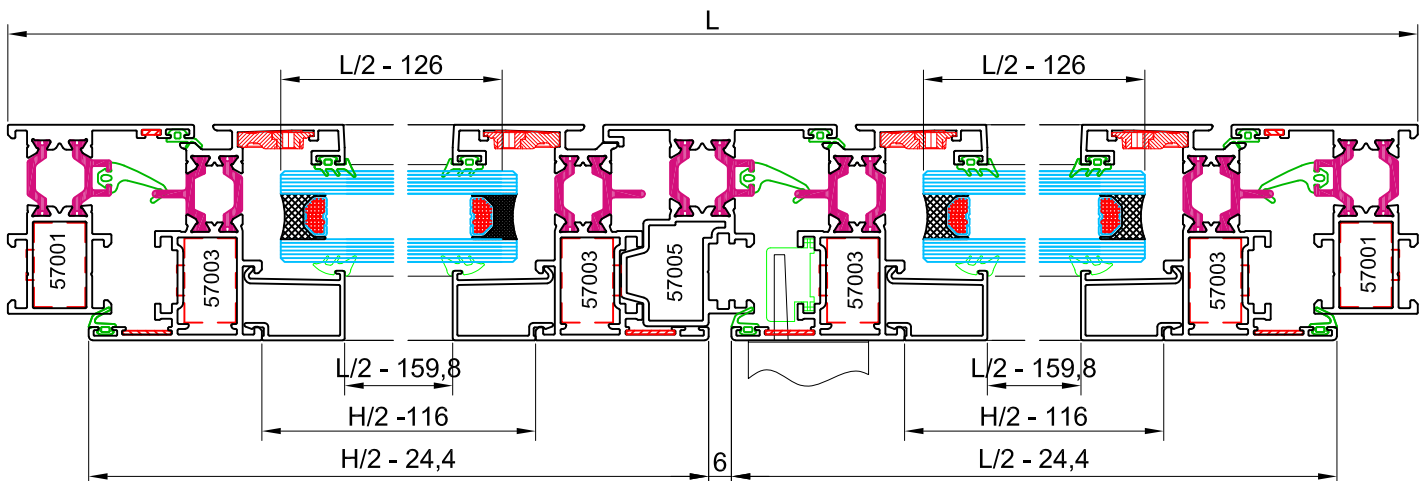 L
L/2 - 126
L/2 - 126
57001
57003
57003
57005
57003
57003
57001
L/2 - 159,8
L/2 - 159,8
H/2 -116
H/2 - 116
H/2 - 24,4
6
L/2 - 24,4